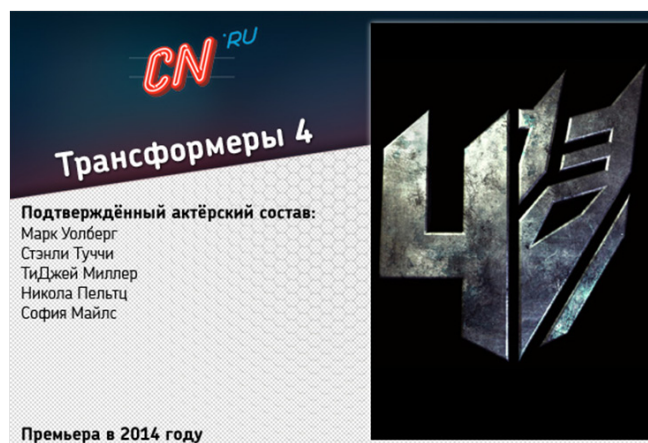 CN .RU
Трансформеры 4
Подтверждённый актёрский состав:
Марк Уолберг
Стэнли Туччи
ТиДжей Миллер
Никола Пельтц
София Майлс
Премьера в 2014 году
4